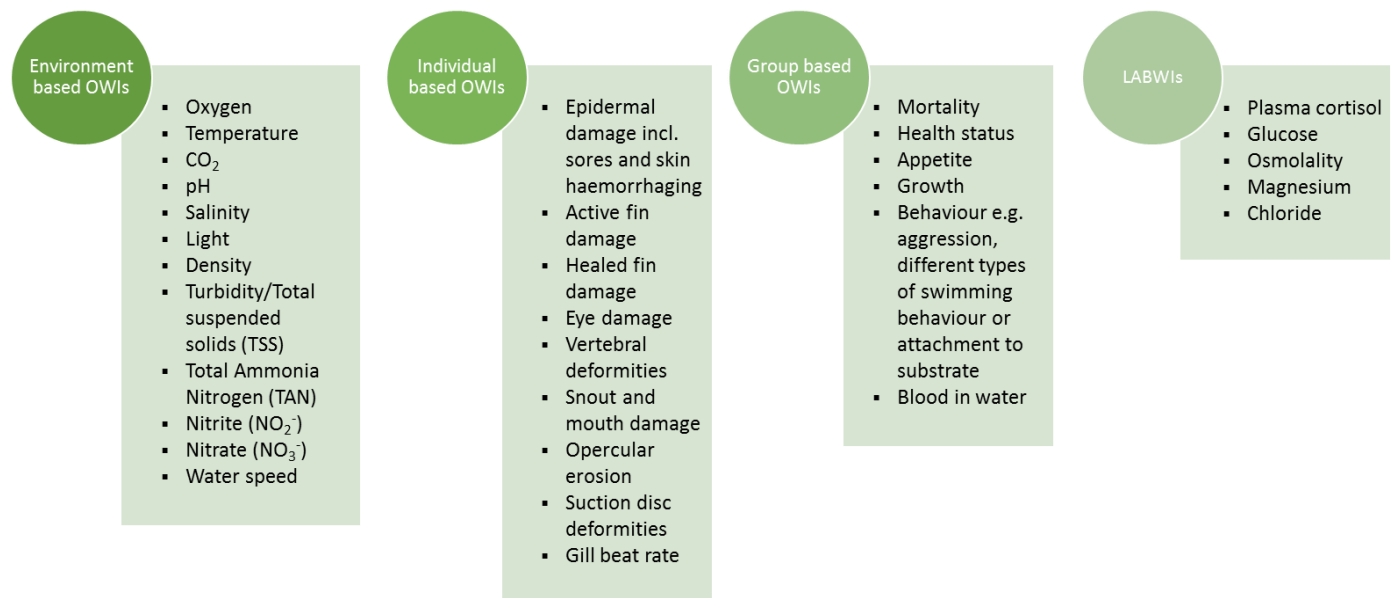 Environment
based OWIs
▪ Oxygen
▪ Temperature
▪ CO₂
▪ pH
▪ Salinity
▪ Light
▪ Density
▪ Turbidity/Total
suspended
solids (TSS)
▪ Total Ammonia
Nitrogen (TAN)
▪ Nitrite (NO₂⁻)
▪ Nitrate (NO₃⁻)
▪ Water speed
Individual
based OWIs
▪ Epidermal
damage incl.
sores and skin
haemorrhaging
▪ Active fin
damage
▪ Healed fin
damage
▪ Eye damage
▪ Vertebral
deformities
▪ Snout and
mouth damage
▪ Opercular
erosion
▪ Suction disc
deformities
▪ Gill beat rate
Group based
OWIs
▪ Mortality
▪ Health status
▪ Appetite
▪ Growth
▪ Behaviour e.g.
aggression,
different types
of swimming
behaviour or
attachment to
substrate
▪ Blood in water
LABWIs
▪ Plasma cortisol
▪ Glucose
▪ Osmolality
▪ Magnesium
▪ Chloride